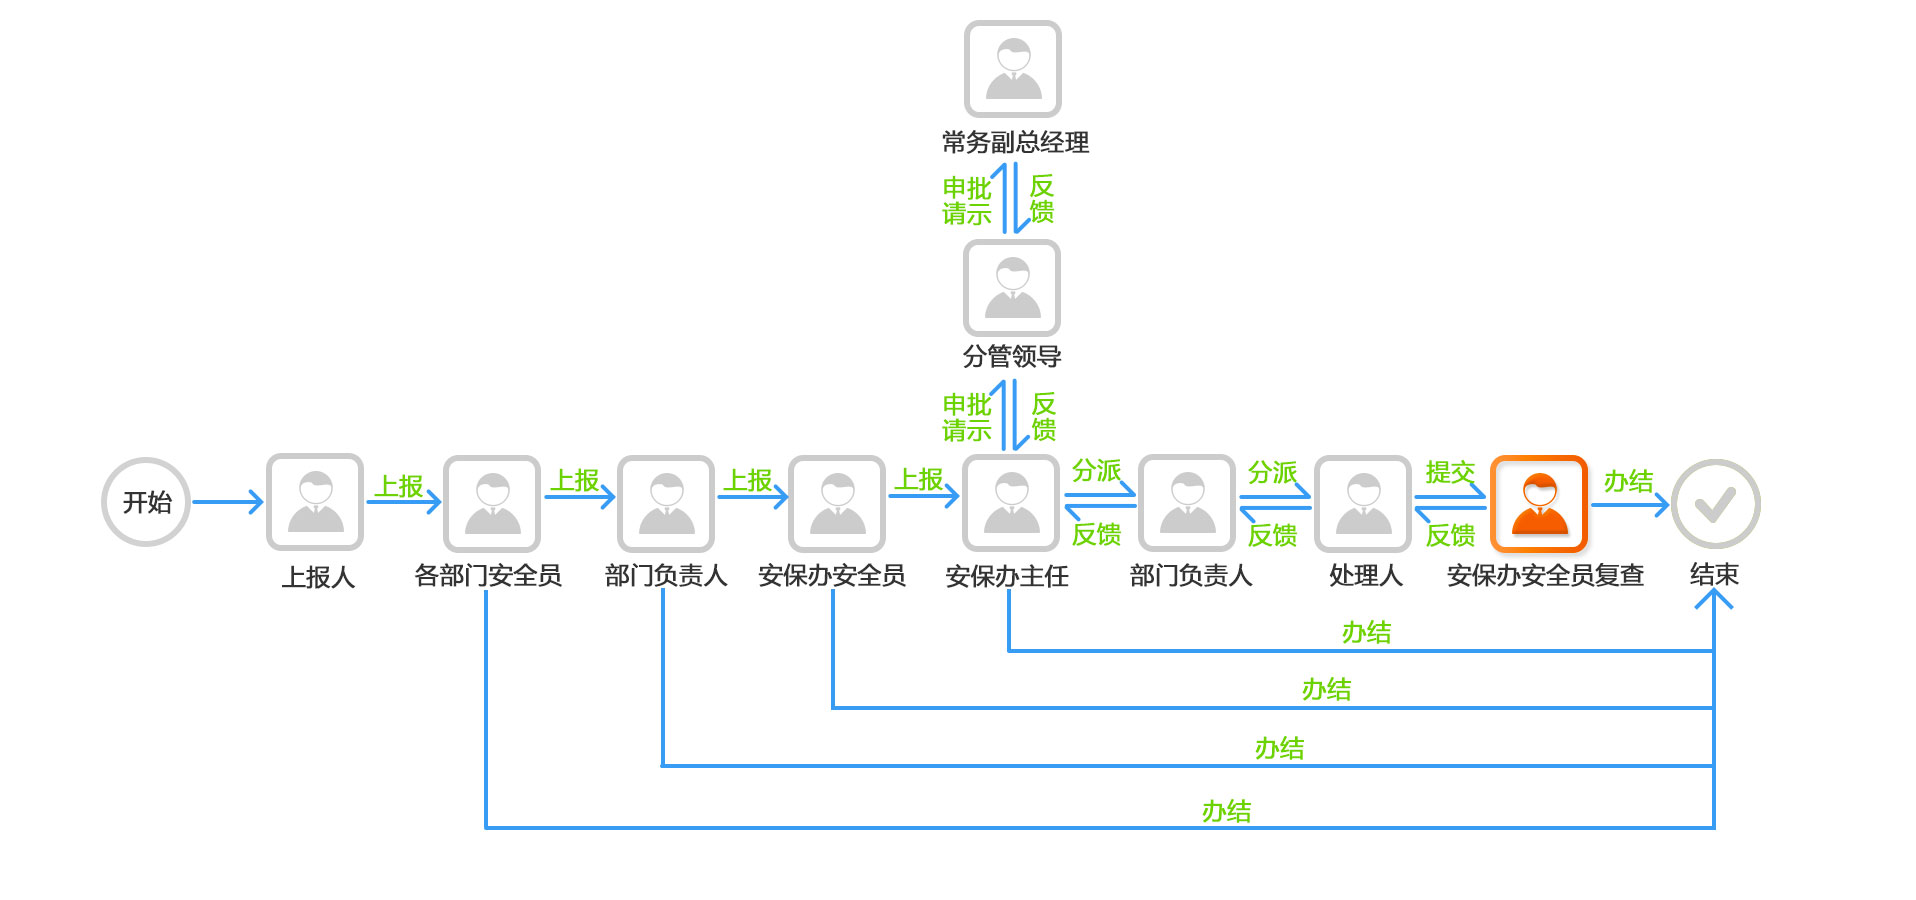 常务副总经理
申批
请示
反
馈
分管领导
申批
请示
反
馈
开始
上报
上报
上报
上报
分派
反馈
分派
反馈
提交
反馈
办结
上报人
各部门安全员
部门负责人
安保办安全员
安保办主任
部门负责人
处理人
安保办安全员复查
结束
办结
办结
办结
办结